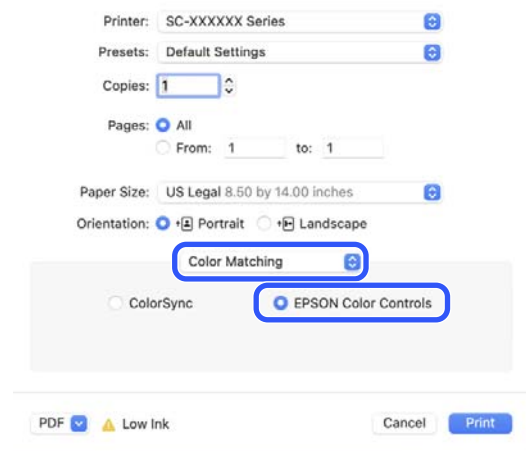 Printer: SC-XXXXXX Series
Presets: Default Settings
Copies: 1
Pages: All
From: 1 to: 1
Paper Size: US Legal 8.50 by 14.00 inches
Orientation: Portrait Landscape
Color Matching
ColorSync EPSON Color Controls
PDF Low Ink Cancel Print